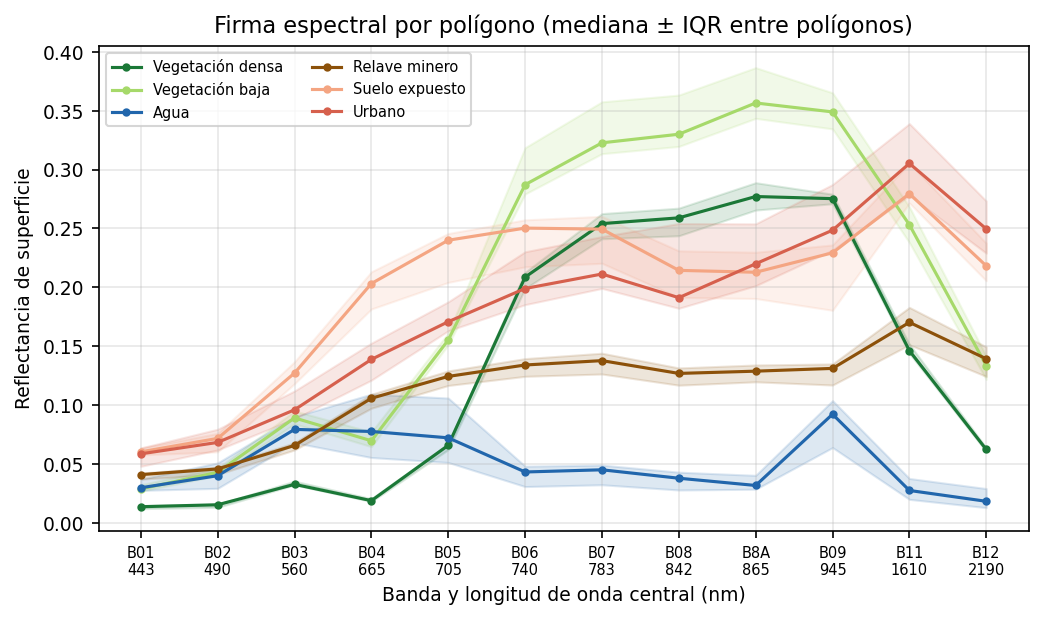 Firma espectral por polígono (mediana ± IQR entre polígonos)
Vegetación densa
Vegetación baja
Agua
Relave minero
Suelo expuesto
Urbano
Reflectancia de superficie
0.40
0.35
0.30
0.25
0.20
0.15
0.10
0.05
0.00
B01 B02 B03 B04 B05 B06 B07 B08 B8A B09 B11 B12
443 490 560 665 705 740 783 842 865 945 1610 2190
Banda y longitud de onda central (nm)